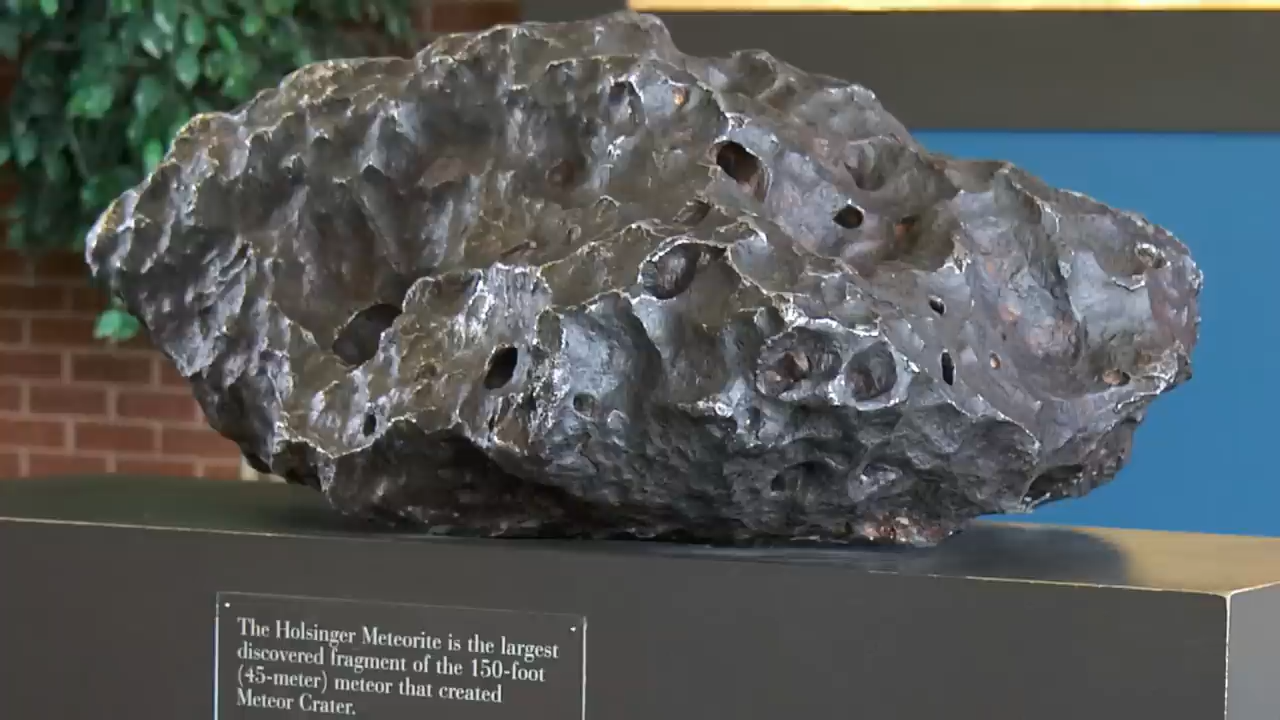 The Holsinger Meteorite is the largest
discovered fragment of the 150-foot
(45-meter) meteor that created
Meteor Crater.